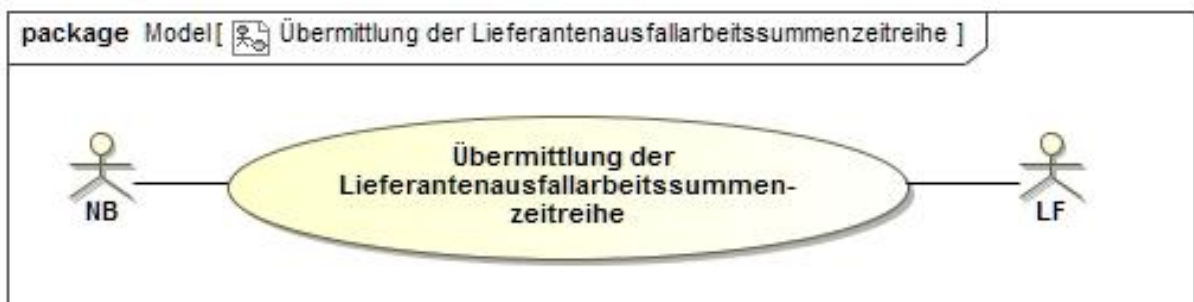 package Model[ Übermittlung der Lieferantenausfallarbeitssummenzeitreihe ]
Übermittlung der
Lieferantenausfallarbeitssummen-
zeitreihe
NB
LF